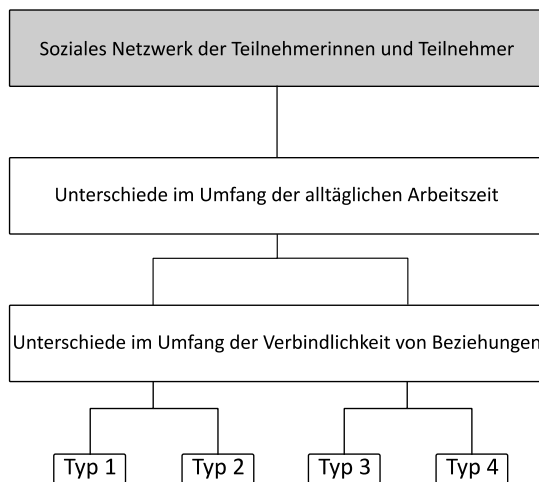 Soziales Netzwerk der Teilnehmerinnen und Teilnehmer
Unterschiede im Umfang der alltäglichen Arbeitszeit
Unterschiede im Umfang der Verbindlichkeit von Beziehungen
Typ 1 Typ 2 Typ 3 Typ 4